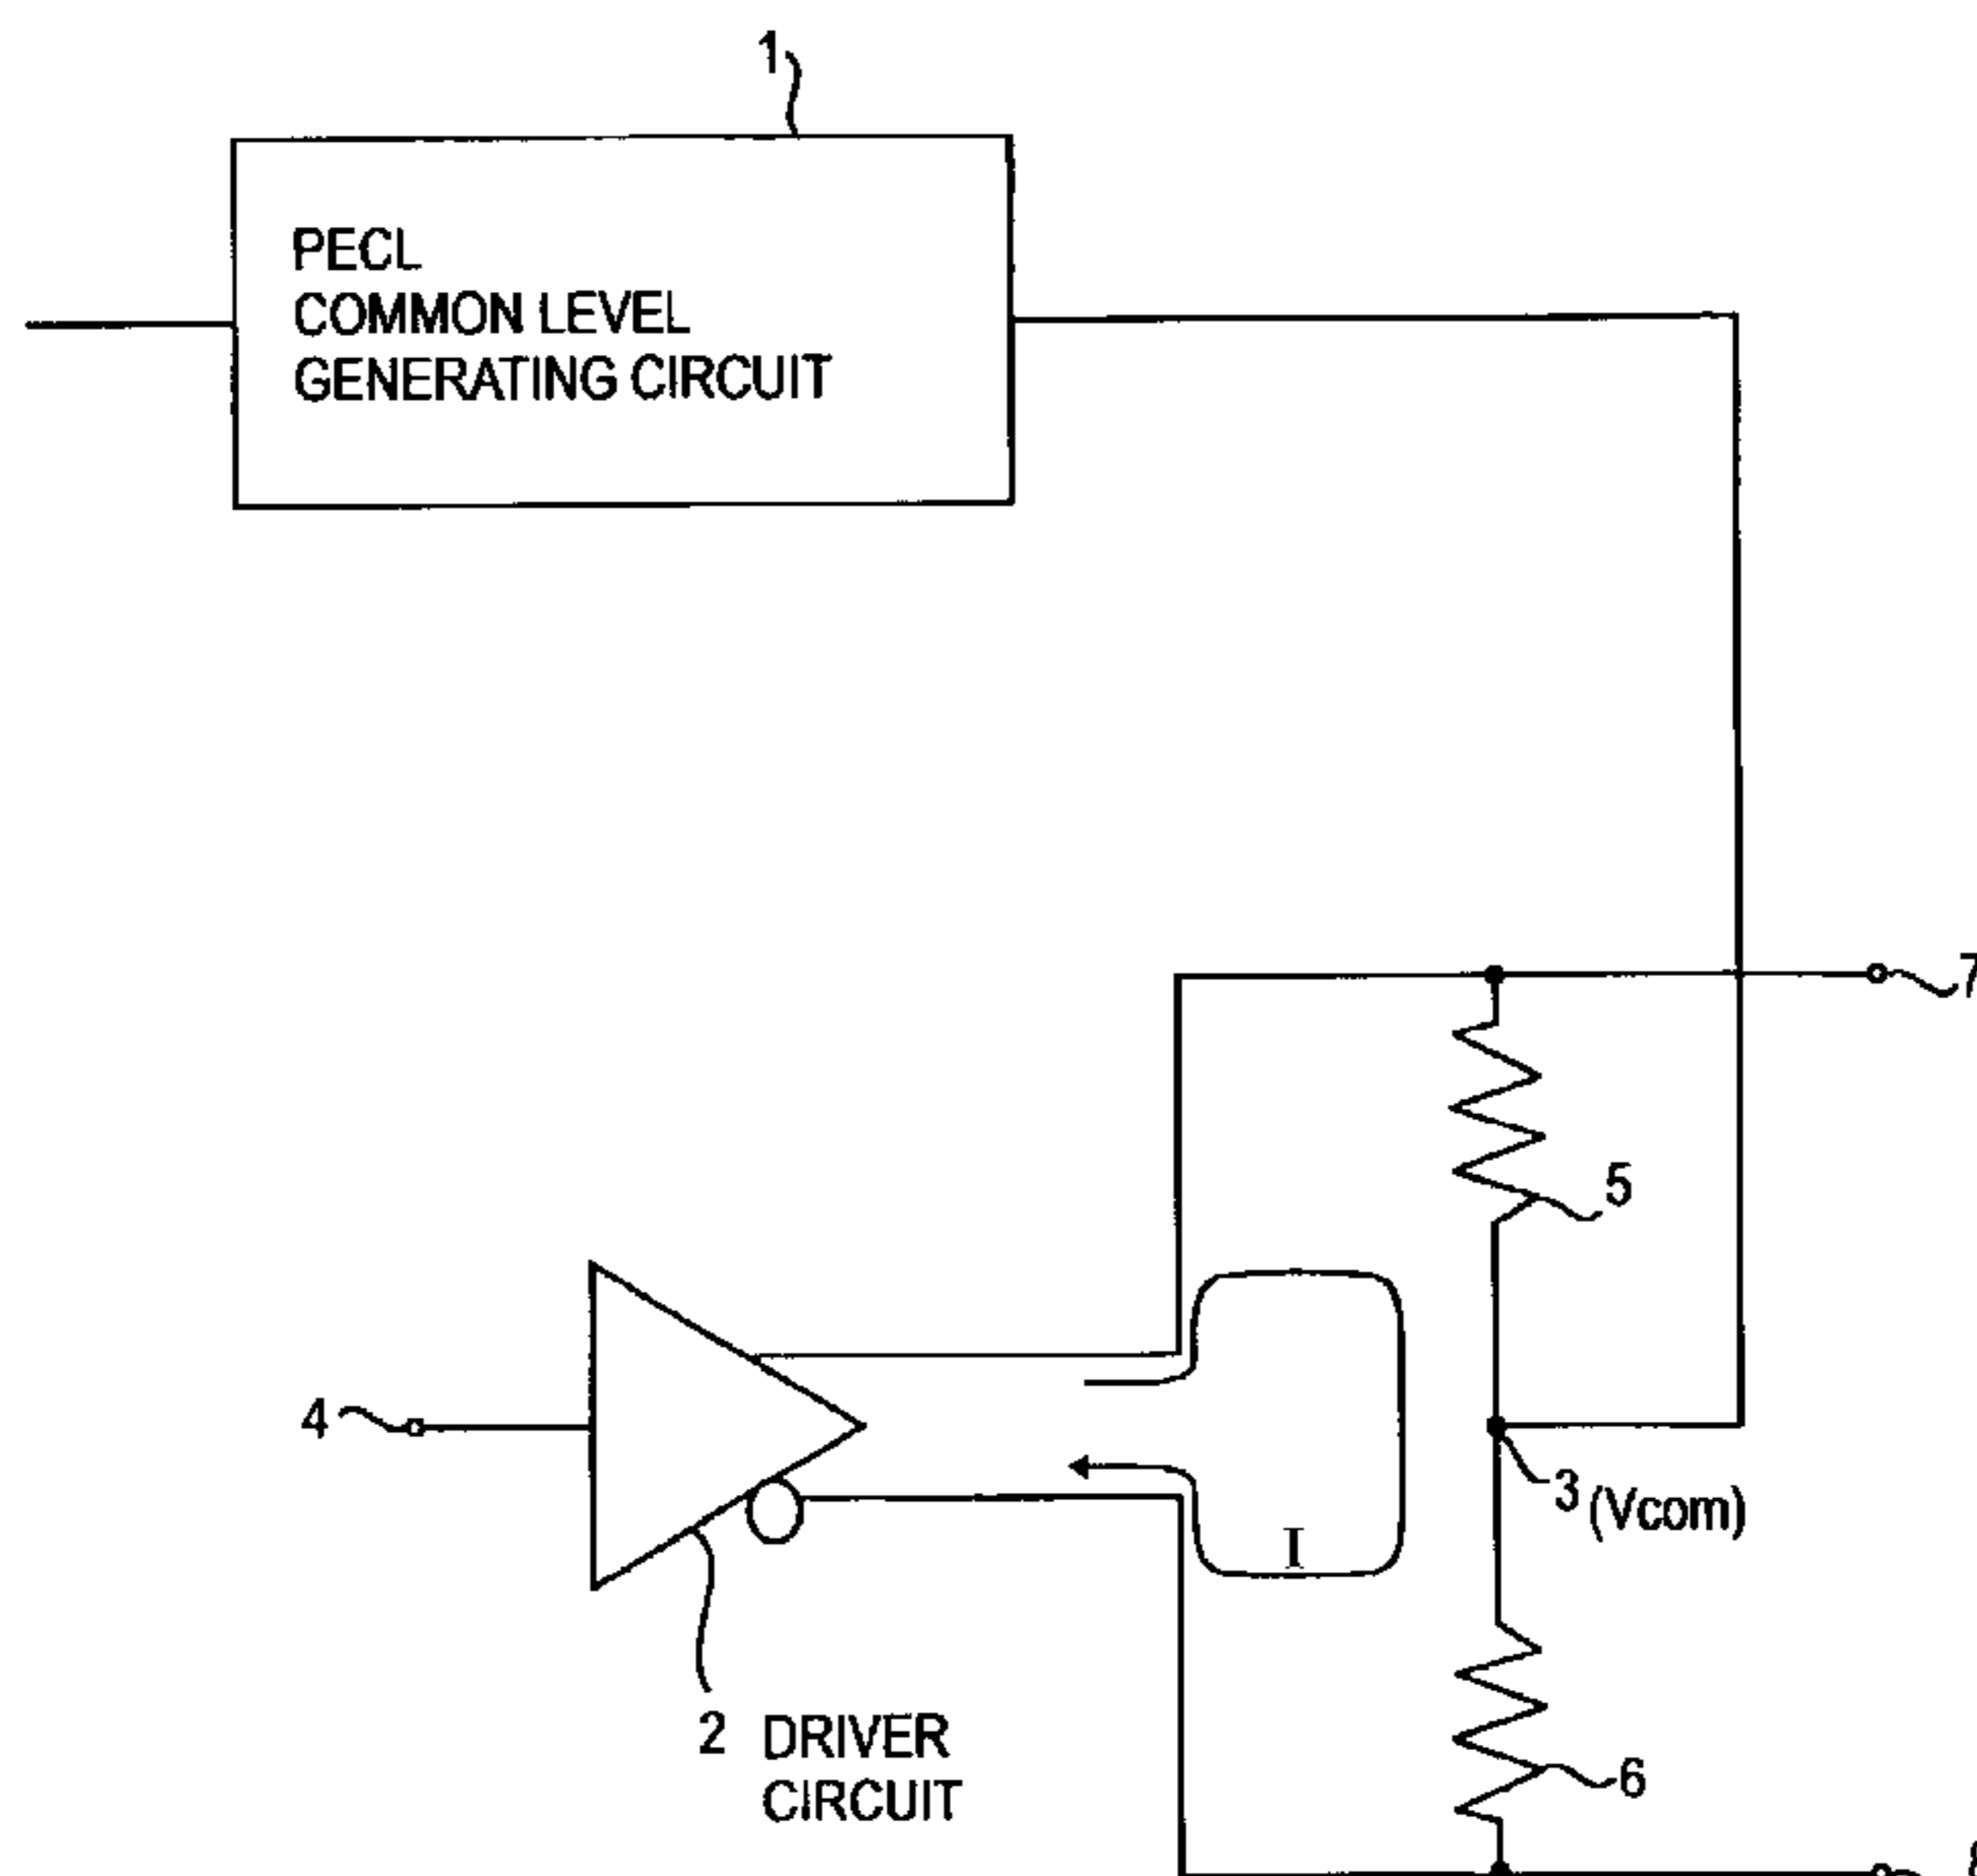 1
PECL
COMMON LEVEL
GENERATING CIRCUIT
7
5
4
3 (Vcom)
I
2 DRIVER
CIRCUIT
6